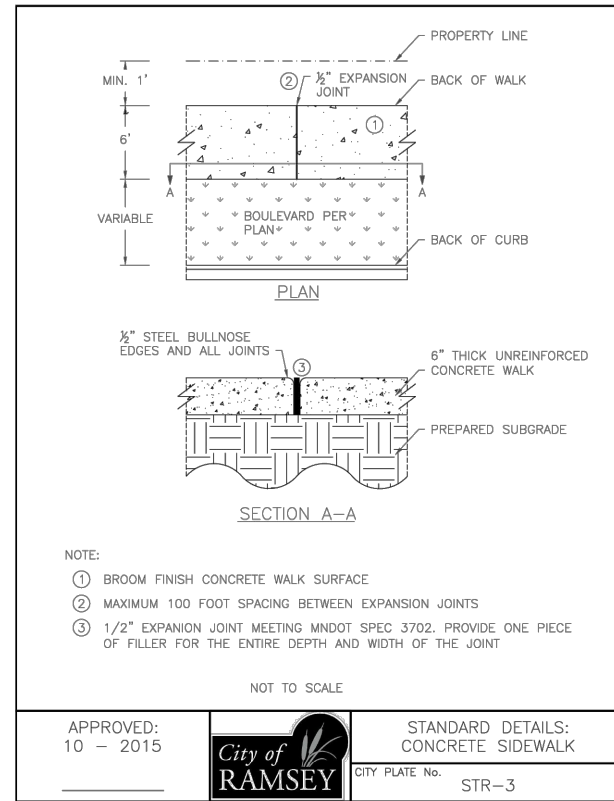 PROPERTY LINE
MIN. 1'
② ½" EXPANSION
JOINT
BACK OF WALK
6'
①
A
A
VARIABLE
BOULEVARD PER
PLAN
BACK OF CURB
PLAN
½" STEEL BULLNOSE
EDGES AND ALL JOINTS
③
6" THICK UNREINFORCED
CONCRETE WALK
PREPARED SUBGRADE
SECTION A–A
NOTE:
① BROOM FINISH CONCRETE WALK SURFACE
② MAXIMUM 100 FOOT SPACING BETWEEN EXPANSION JOINTS
③ 1/2" EXPANION JOINT MEETING MNDOT SPEC 3702. PROVIDE ONE PIECE
OF FILLER FOR THE ENTIRE DEPTH AND WIDTH OF THE JOINT
NOT TO SCALE
APPROVED:
10 – 2015
City of
RAMSEY
STANDARD DETAILS:
CONCRETE SIDEWALK
CITY PLATE No.
STR–3